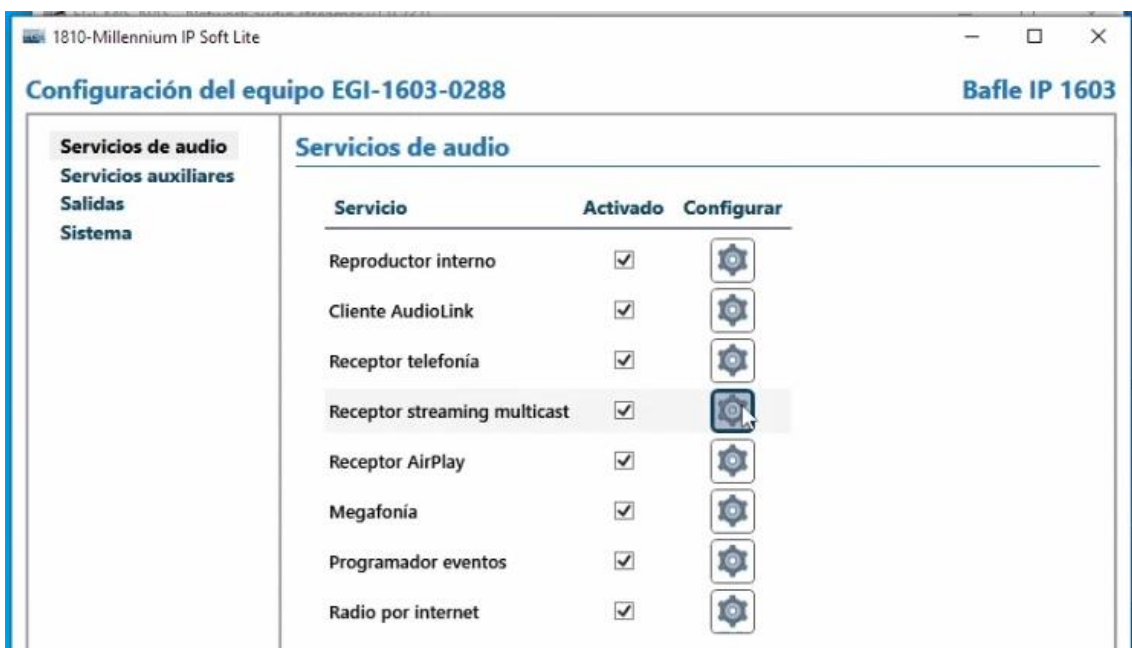 1810-Millennium IP Soft Lite
Configuración del equipo EGI-1603-0288
Bafle IP 1603
Servicios de audio
Servicios auxiliares
Salidas
Sistema
Servicios de audio
Servicio Activado Configurar
Reproductor interno
Cliente AudioLink
Receptor telefonía
Receptor streaming multicast
Receptor AirPlay
Megafonía
Programador eventos
Radio por internet